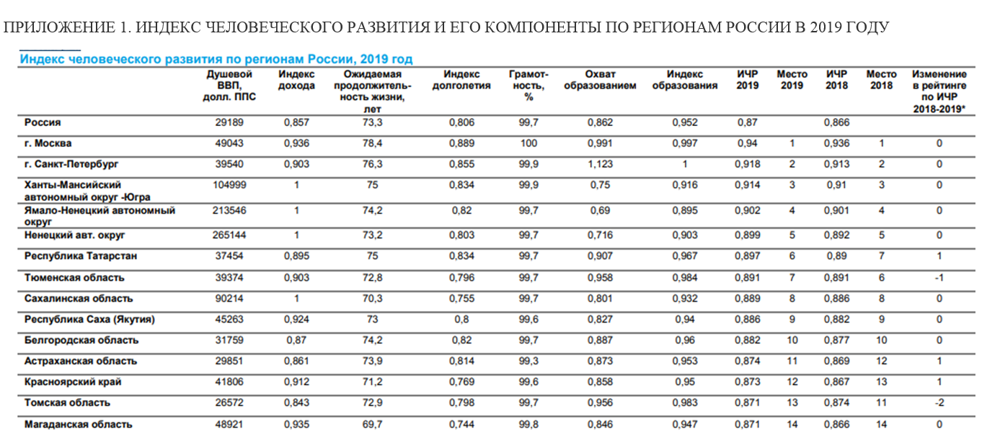 ПРИЛОЖЕНИЕ 1. ИНДЕКС ЧЕЛОВЕЧЕСКОГО РАЗВИТИЯ И ЕГО КОМПОНЕНТЫ ПО РЕГИОНАМ РОССИИ В 2019 ГОДУ
Индекс человеческого развития по регионам России, 2019 год
Душевой Индекс Ожидаемая Индекс Грамот- Охват Индекс ИЧР Место ИЧР Место Изменение
ВВП, дохода продолжитель- долголетия ность, образованием образования 2019 2019 2018 2018 в рейтинге
долл. ППС ность жизни, % по ИЧР
лет 2018-2019*
Россия 29189 0,857 73,3 0,806 99,7 0,862 0,952 0,87 0,866
г. Москва 49043 0,936 78,4 0,889 100 0,991 0,997 0,94 1 0,936 1 0
г. Санкт-Петербург 39540 0,903 76,3 0,855 99,9 1,123 1 0,918 2 0,913 2 0
Ханты-Мансийский 104999 1 75 0,834 99,9 0,75 0,916 0,914 3 0,91 3 0
автономный округ -Югра
Ямало-Ненецкий автономный 213546 1 74,2 0,82 99,7 0,69 0,895 0,902 4 0,901 4 0
округ
Ненецкий авт. округ 265144 1 73,2 0,803 99,7 0,716 0,903 0,899 5 0,892 5 0
Республика Татарстан 37454 0,895 75 0,834 99,7 0,907 0,967 0,897 6 0,89 7 1
Тюменская область 39374 0,903 72,8 0,796 99,7 0,958 0,984 0,891 7 0,891 6 -1
Сахалинская область 90214 1 70,3 0,755 99,7 0,801 0,932 0,889 8 0,886 8 0
Республика Саха (Якутия) 45263 0,924 73 0,8 99,6 0,827 0,94 0,886 9 0,882 9 0
Белгородская область 31759 0,87 74,2 0,82 99,7 0,887 0,96 0,882 10 0,877 10 0
Астраханская область 29851 0,861 73,9 0,814 99,3 0,873 0,953 0,874 11 0,869 12 1
Красноярский край 41806 0,912 71,2 0,769 99,6 0,858 0,95 0,873 12 0,867 13 1
Томская область 26572 0,843 72,9 0,798 99,7 0,956 0,983 0,871 13 0,874 11 -2
Магаданская область 48921 0,935 69,7 0,744 99,8 0,846 0,947 0,871 14 0,866 14 0